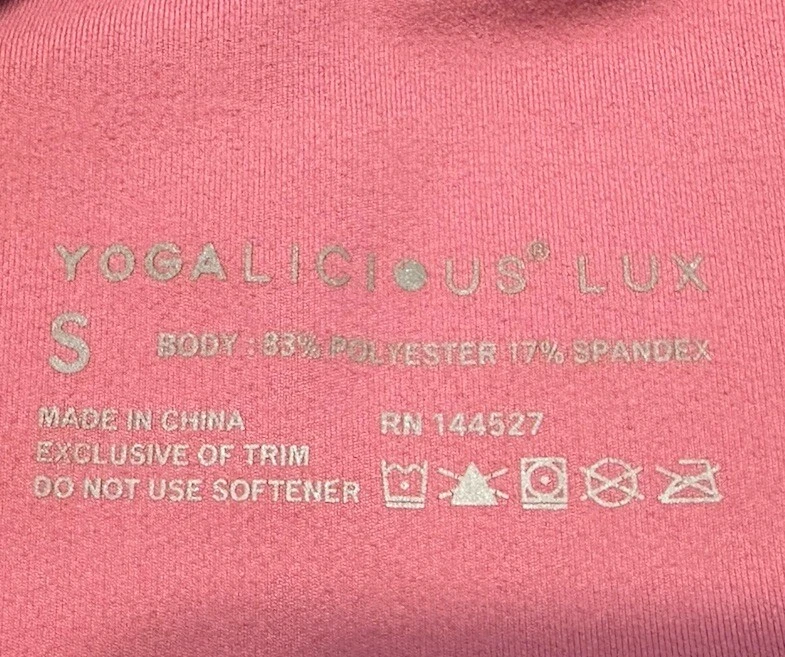 YOGALICIOUS® LUX
S BODY : 83% POLYESTER 17% SPANDEX
MADE IN CHINA RN 144527
EXCLUSIVE OF TRIM
DO NOT USE SOFTENER